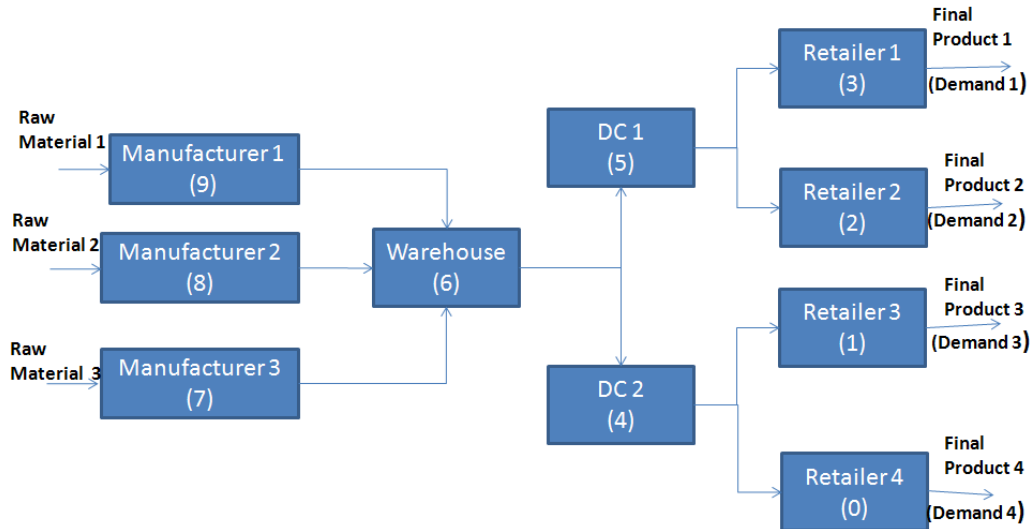 Raw
Material 1
Manufacturer 1
(9)
Raw
Material 2
Manufacturer 2
(8)
Raw
Material 3
Manufacturer 3
(7)
Warehouse
(6)
DC 1
(5)
DC 2
(4)
Retailer 1
(3)
Final
Product 1
(Demand 1)
Retailer 2
(2)
Final
Product 2
(Demand 2)
Retailer 3
(1)
Final
Product 3
(Demand 3)
Retailer 4
(0)
Final
Product 4
(Demand 4)